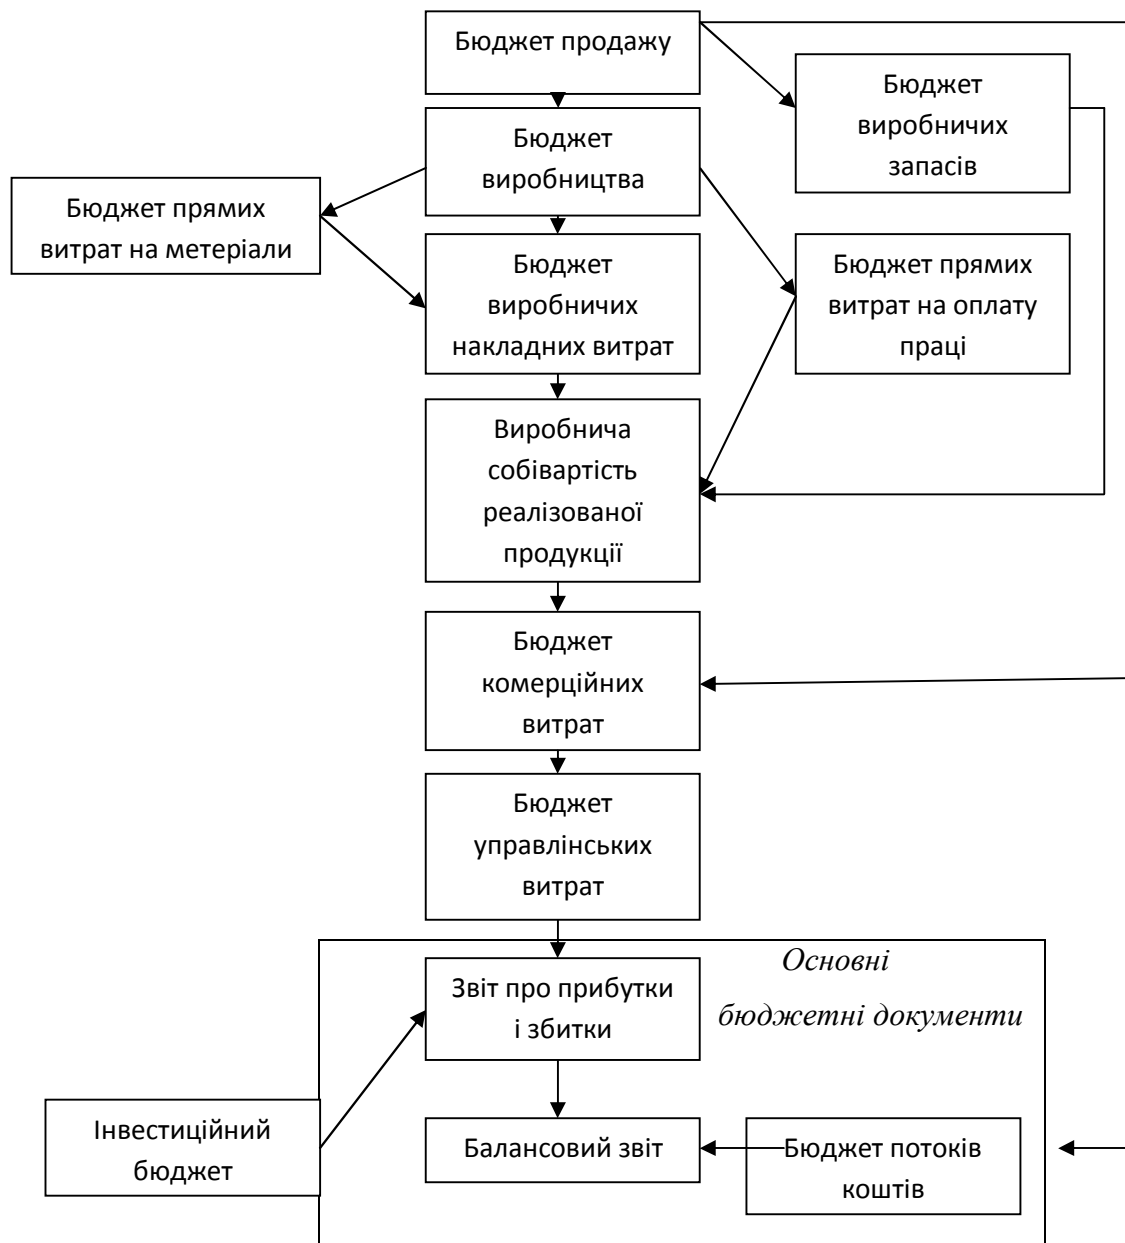 Бюджет продажу
Бюджет
виробничих
запасів
Бюджет
виробництва
Бюджет прямих
витрат на метеріали
Бюджет
виробничих
накладних витрат
Бюджет прямих
витрат на оплату
праці
Виробнича
собівартість
реалізованої
продукції
Бюджет
комерційних
витрат
Бюджет
управлінських
витрат
Основні
бюджетні документи
Звіт про прибутки
і збитки
Інвестиційний
бюджет
Балансовий звіт
Бюджет потоків
коштів